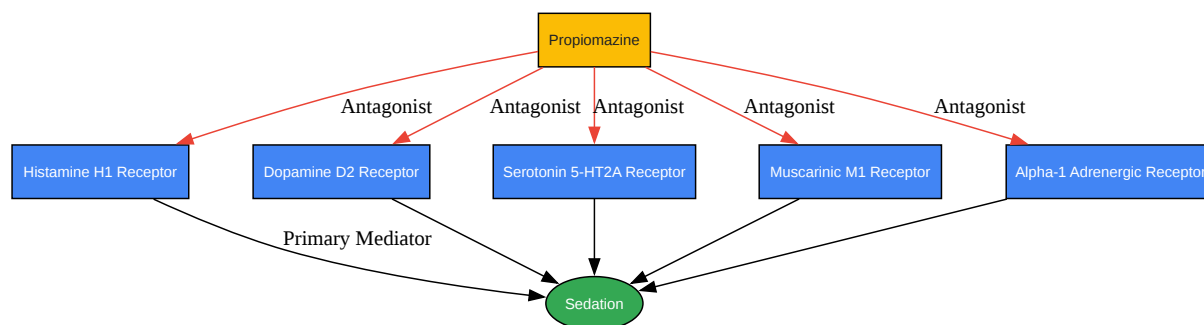 Propiomazine
Antagonist
Antagonist
Antagonist
Antagonist
Antagonist
Histamine H1 Receptor
Dopamine D2 Receptor
Serotonin 5-HT2A Receptor
Muscarinic M1 Receptor
Alpha-1 Adrenergic Receptor
Primary Mediator
Sedation